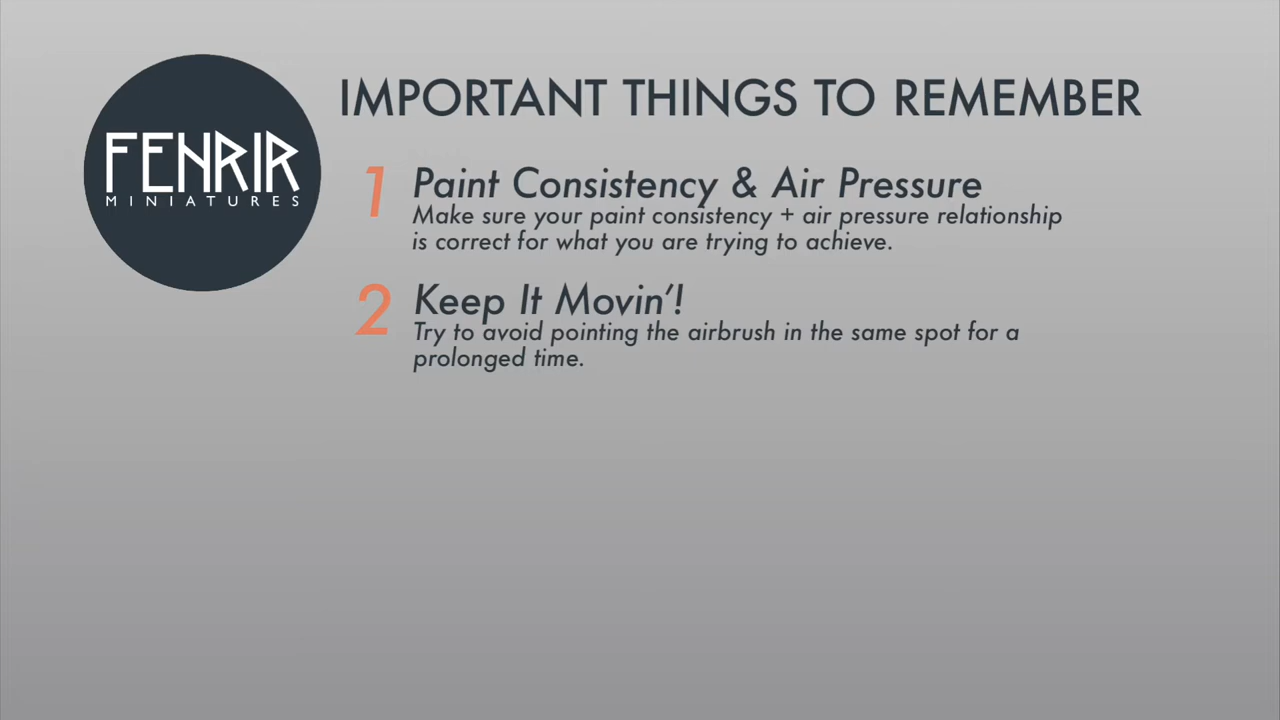 FENRIR
MINIATURES
IMPORTANT THINGS TO REMEMBER
1 Paint Consistency & Air Pressure
Make sure your paint consistency + air pressure relationship
is correct for what you are trying to achieve.
2 Keep It Movin’!
Try to avoid pointing the airbrush in the same spot for a
prolonged time.